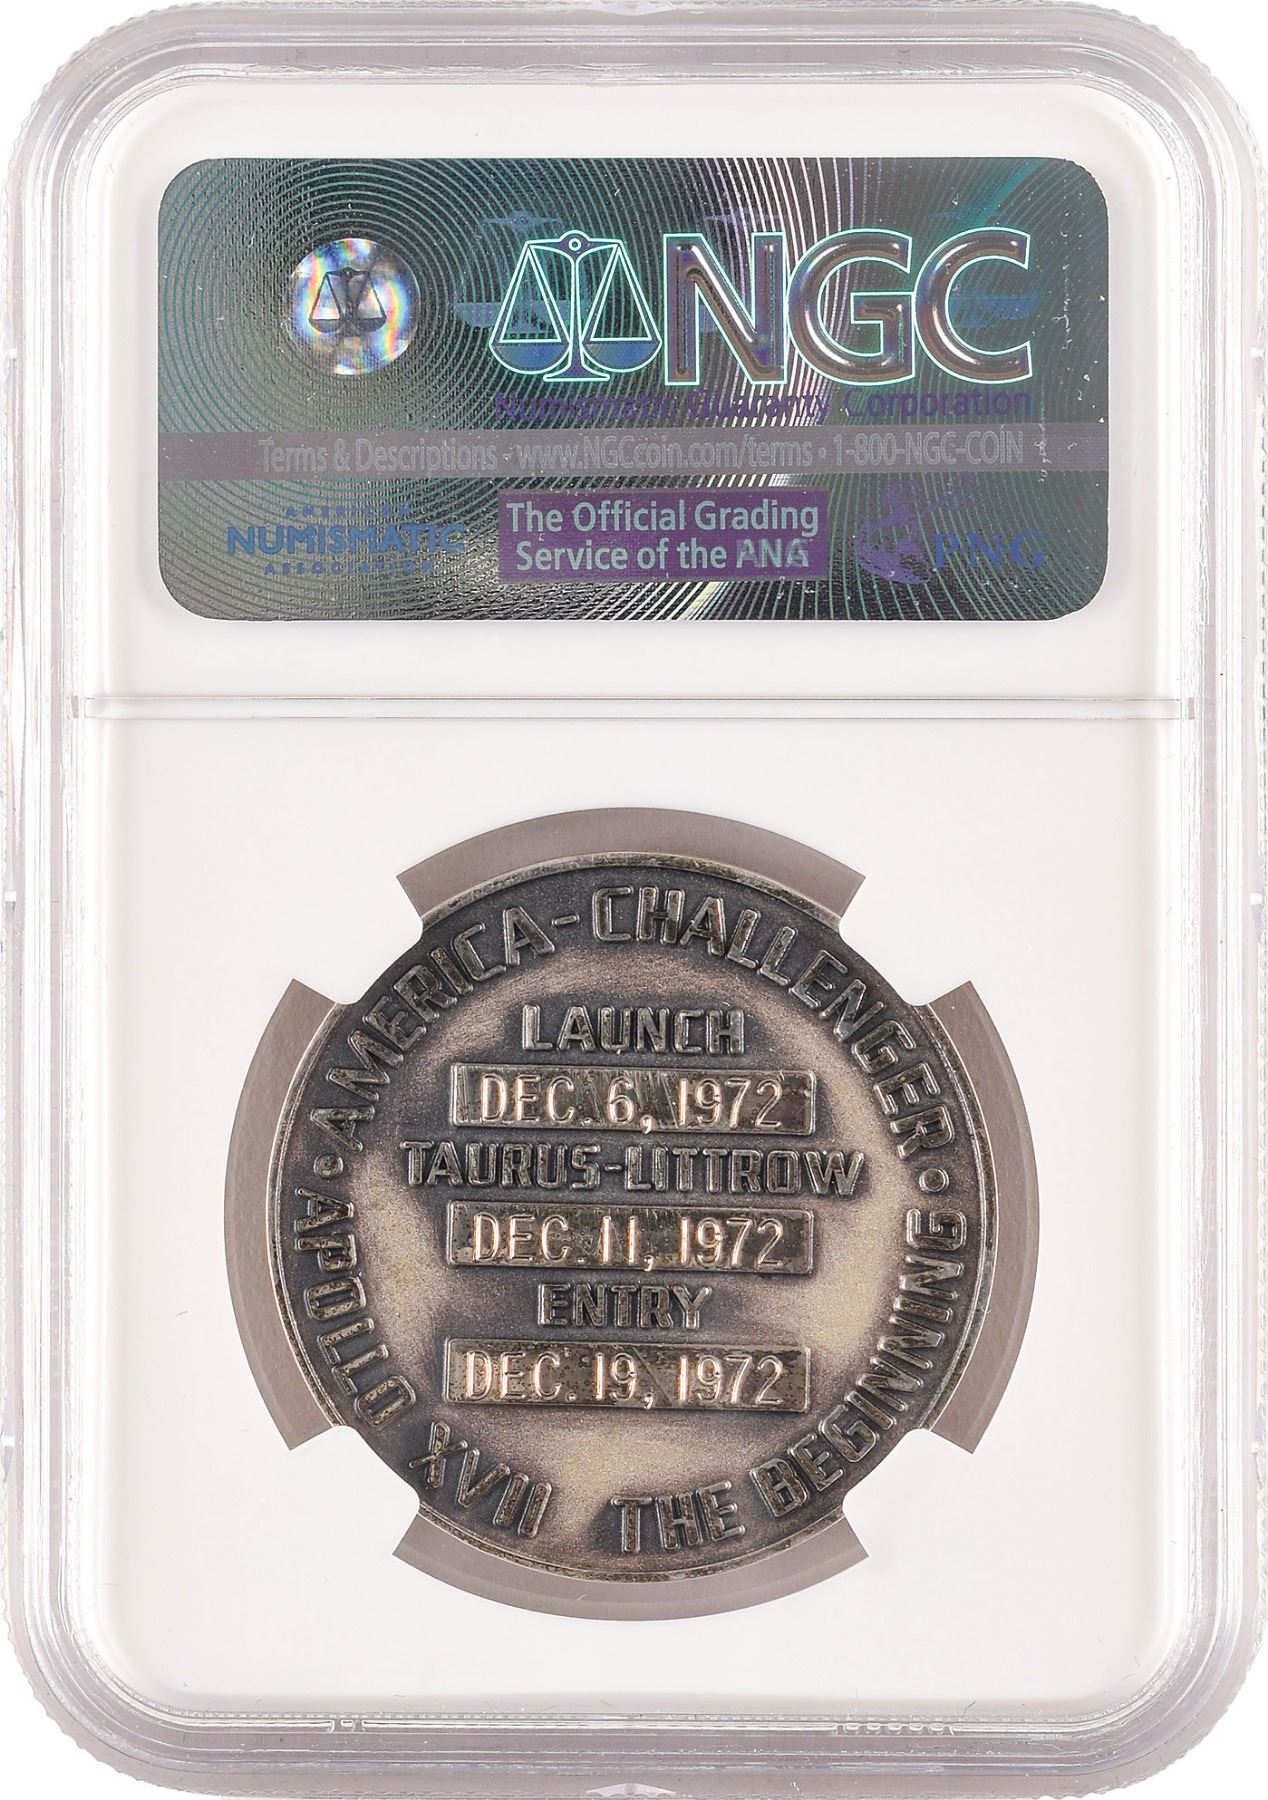 NGC
Numismatic Guaranty Corporation
Terms & Descriptions · www.NGCcoin.com/terms · 1-800-NGC-COIN
AMERICAN
NUMISMATIC
ASSOCIATION
The Official Grading
Service of the ANA
PNG
· AMERICA-CHALLENGER ·
LAUNCH
DEC. 6, 1972
TAURUS-LITTROW
DEC. 11, 1972
ENTRY
DEC. 19, 1972
APOLLO XVII THE BEGINNING